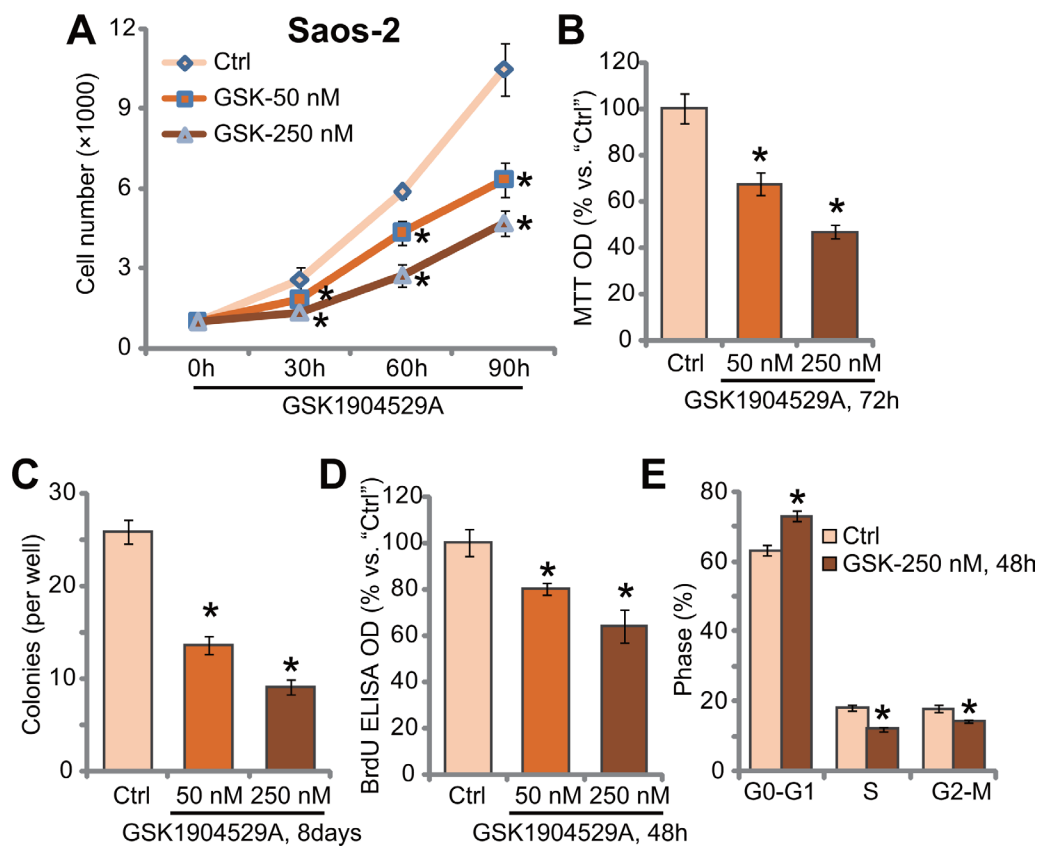 A
Saos-2
Ctrl
GSK-50 nM
GSK-250 nM
Cell number (×1000)
12
9
6
3
0
*
*
*
*
*
*
0h 30h 60h 90h
GSK1904529A
B
MTT OD (% vs. “Ctrl”)
120
100
80
60
40
20
0
*
*
Ctrl 50 nM 250 nM
GSK1904529A, 72h
C
Colonies (per well)
30
20
10
0
*
*
Ctrl 50 nM 250 nM
GSK1904529A, 8days
D
BrdU ELISA OD (% vs. “Ctrl”)
120
100
80
60
40
20
0
*
*
Ctrl 50 nM 250 nM
GSK1904529A, 48h
E
Phase (%)
80
60
40
20
0
Ctrl
GSK-250 nM, 48h
*
*
*
G0-G1 S G2-M